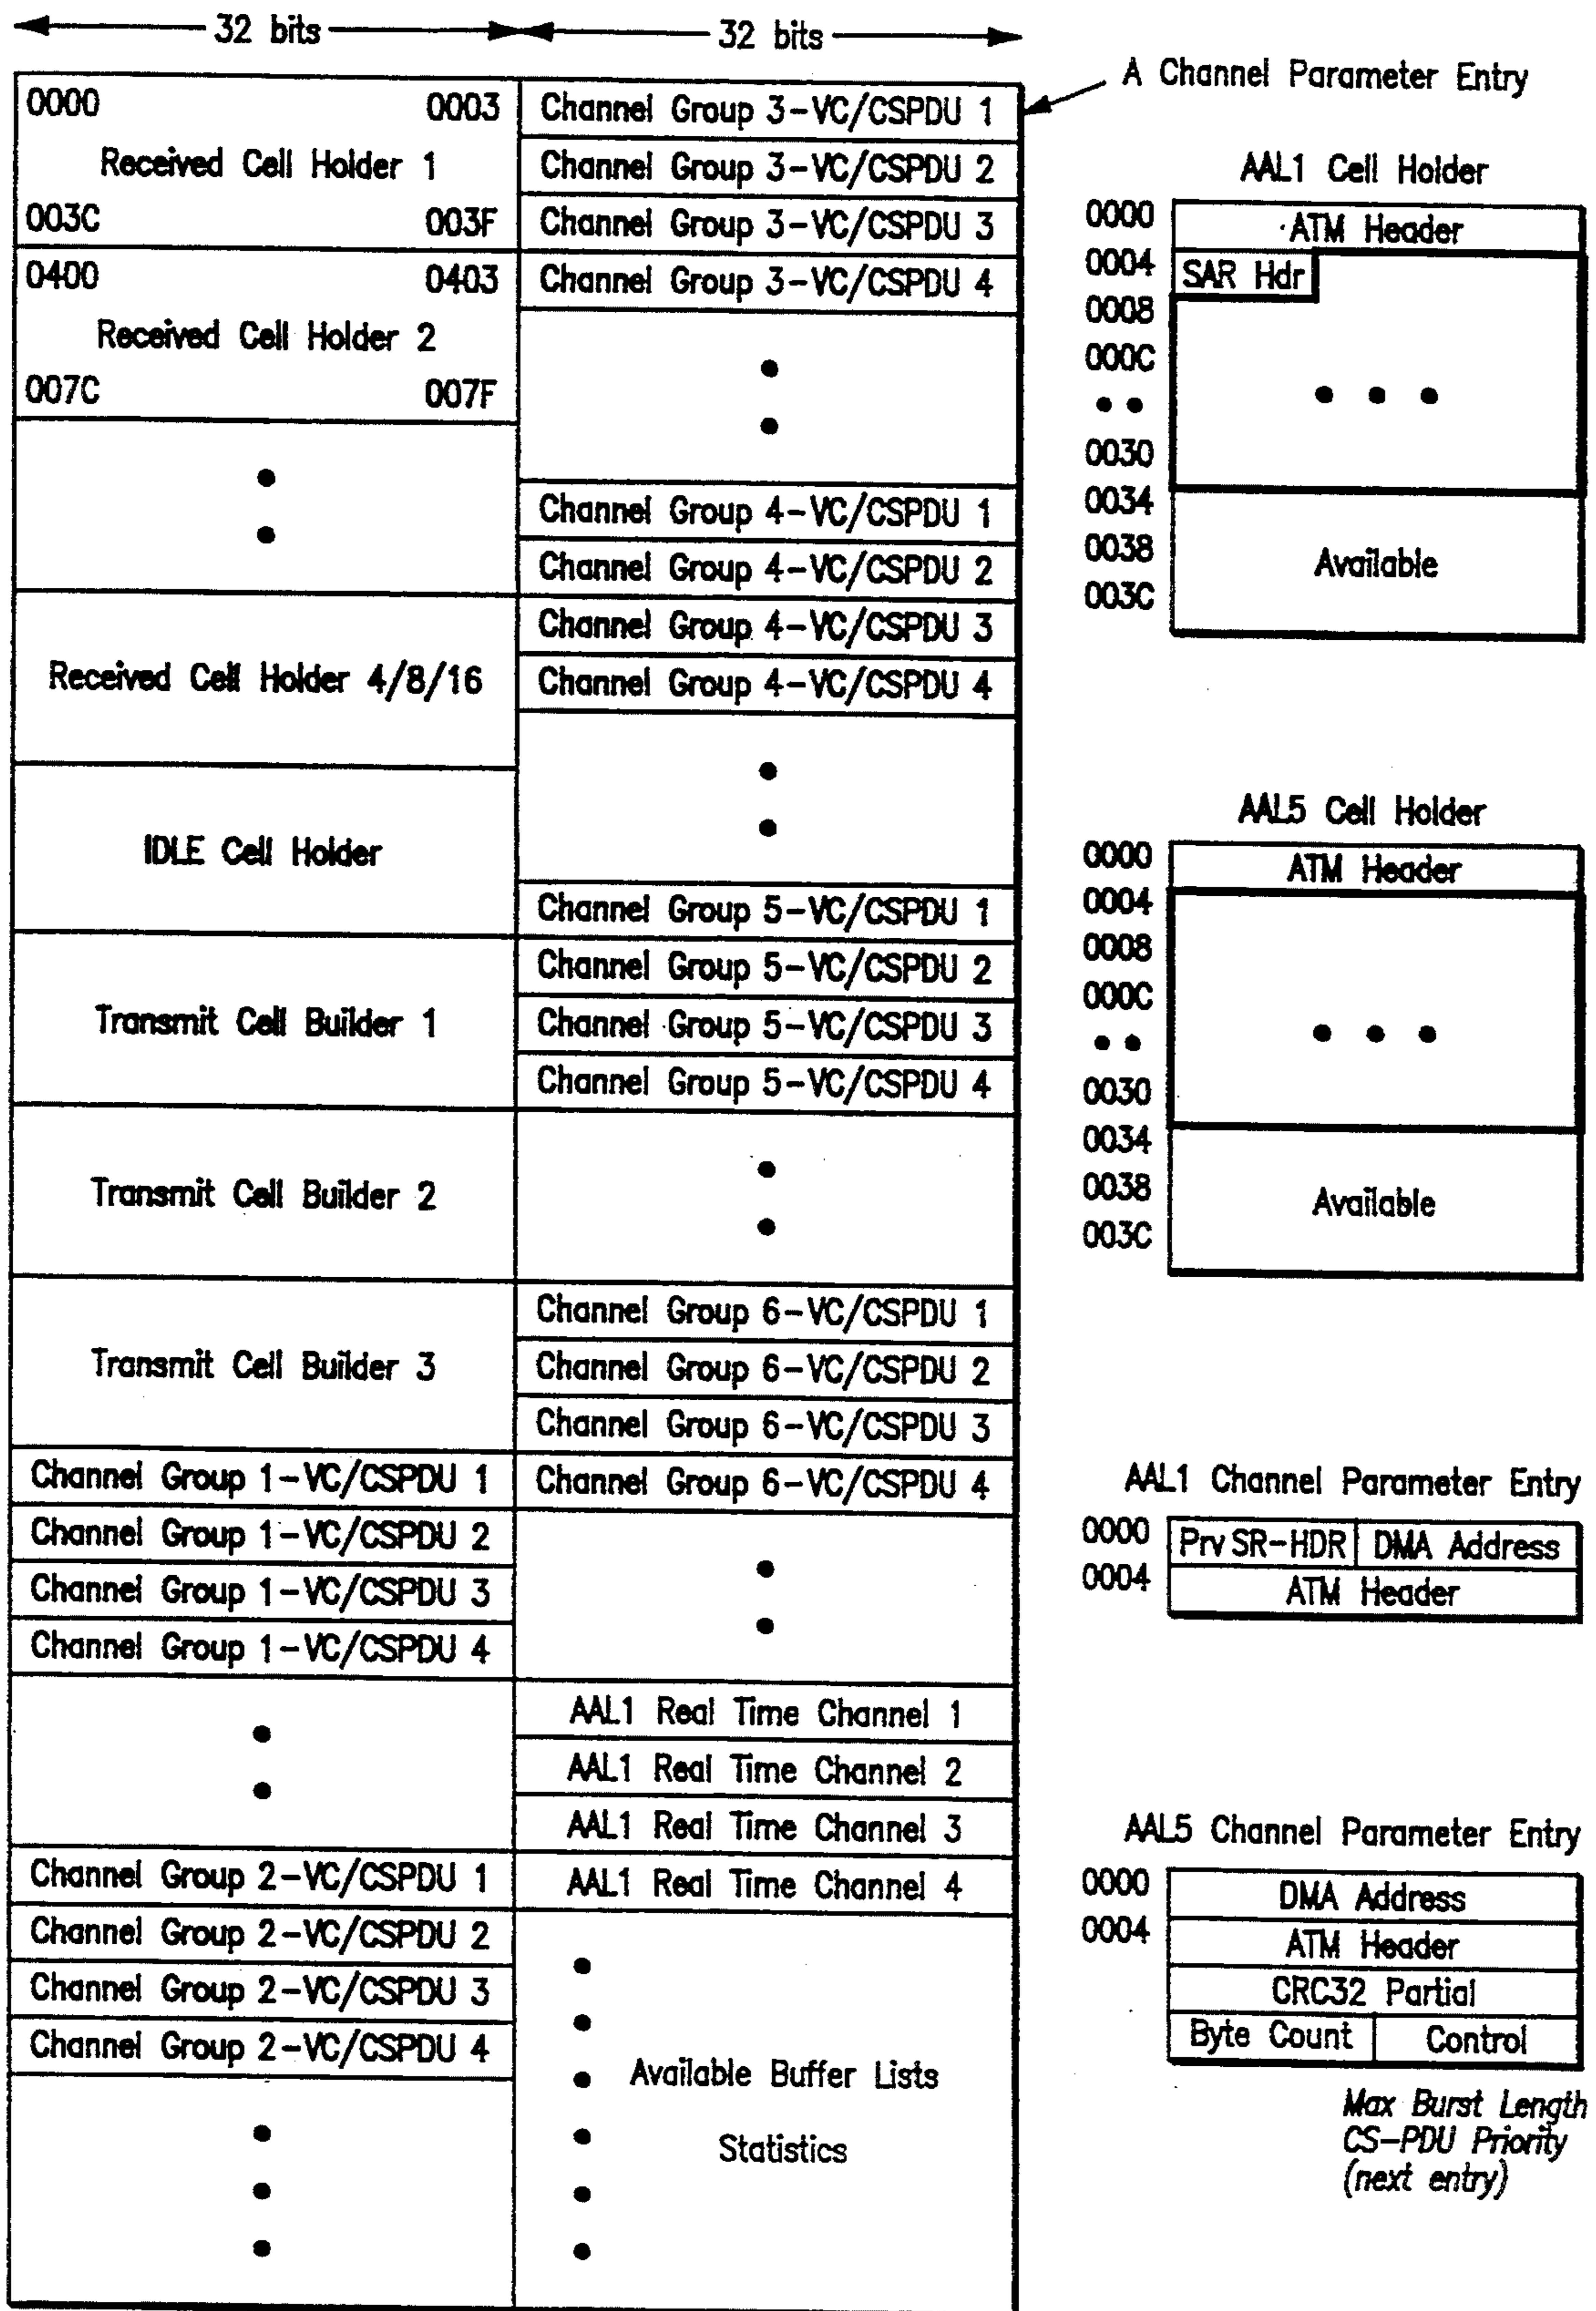 32 bits
32 bits
A Channel Parameter Entry
0000 0003
Received Cell Holder 1
003C 003F
0400 0403
Received Cell Holder 2
007C 007F
Received Cell Holder 4/8/16
IDLE Cell Holder
Transmit Cell Builder 1
Transmit Cell Builder 2
Transmit Cell Builder 3
Channel Group 1-VC/CSPDU 1
Channel Group 1-VC/CSPDU 2
Channel Group 1-VC/CSPDU 3
Channel Group 1-VC/CSPDU 4
Channel Group 2-VC/CSPDU 1
Channel Group 2-VC/CSPDU 2
Channel Group 2-VC/CSPDU 3
Channel Group 2-VC/CSPDU 4
Channel Group 3-VC/CSPDU 1
Channel Group 3-VC/CSPDU 2
Channel Group 3-VC/CSPDU 3
Channel Group 3-VC/CSPDU 4
Channel Group 4-VC/CSPDU 1
Channel Group 4-VC/CSPDU 2
Channel Group 4-VC/CSPDU 3
Channel Group 4-VC/CSPDU 4
Channel Group 5-VC/CSPDU 1
Channel Group 5-VC/CSPDU 2
Channel Group 5-VC/CSPDU 3
Channel Group 5-VC/CSPDU 4
Channel Group 6-VC/CSPDU 1
Channel Group 6-VC/CSPDU 2
Channel Group 6-VC/CSPDU 3
Channel Group 6-VC/CSPDU 4
AAL1 Real Time Channel 1
AAL1 Real Time Channel 2
AAL1 Real Time Channel 3
AAL1 Real Time Channel 4
Available Buffer Lists
Statistics
AAL1 Cell Holder
0000 ATM Header
0004 SAR Hdr
0008
000C
0030
0034
0038 Available
003C
AAL5 Cell Holder
0000 ATM Header
0004
0008
000C
0030
0034
0038 Available
003C
AAL1 Channel Parameter Entry
0000 Prv SR-HDR DMA Address
0004 ATM Header
AAL5 Channel Parameter Entry
0000 DMA Address
0004 ATM Header
CRC32 Partial
Byte Count Control
Max Burst Length
CS-PDU Priority
(next entry)